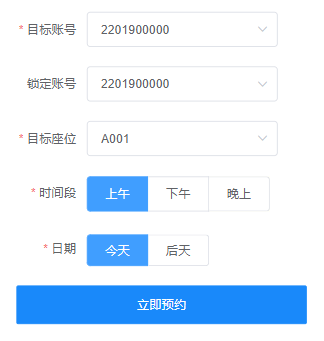 * 目标账号 2201900000
锁定账号 2201900000
* 目标座位 A001
* 时间段 上午 下午 晚上
* 日期 今天 后天
立即预约